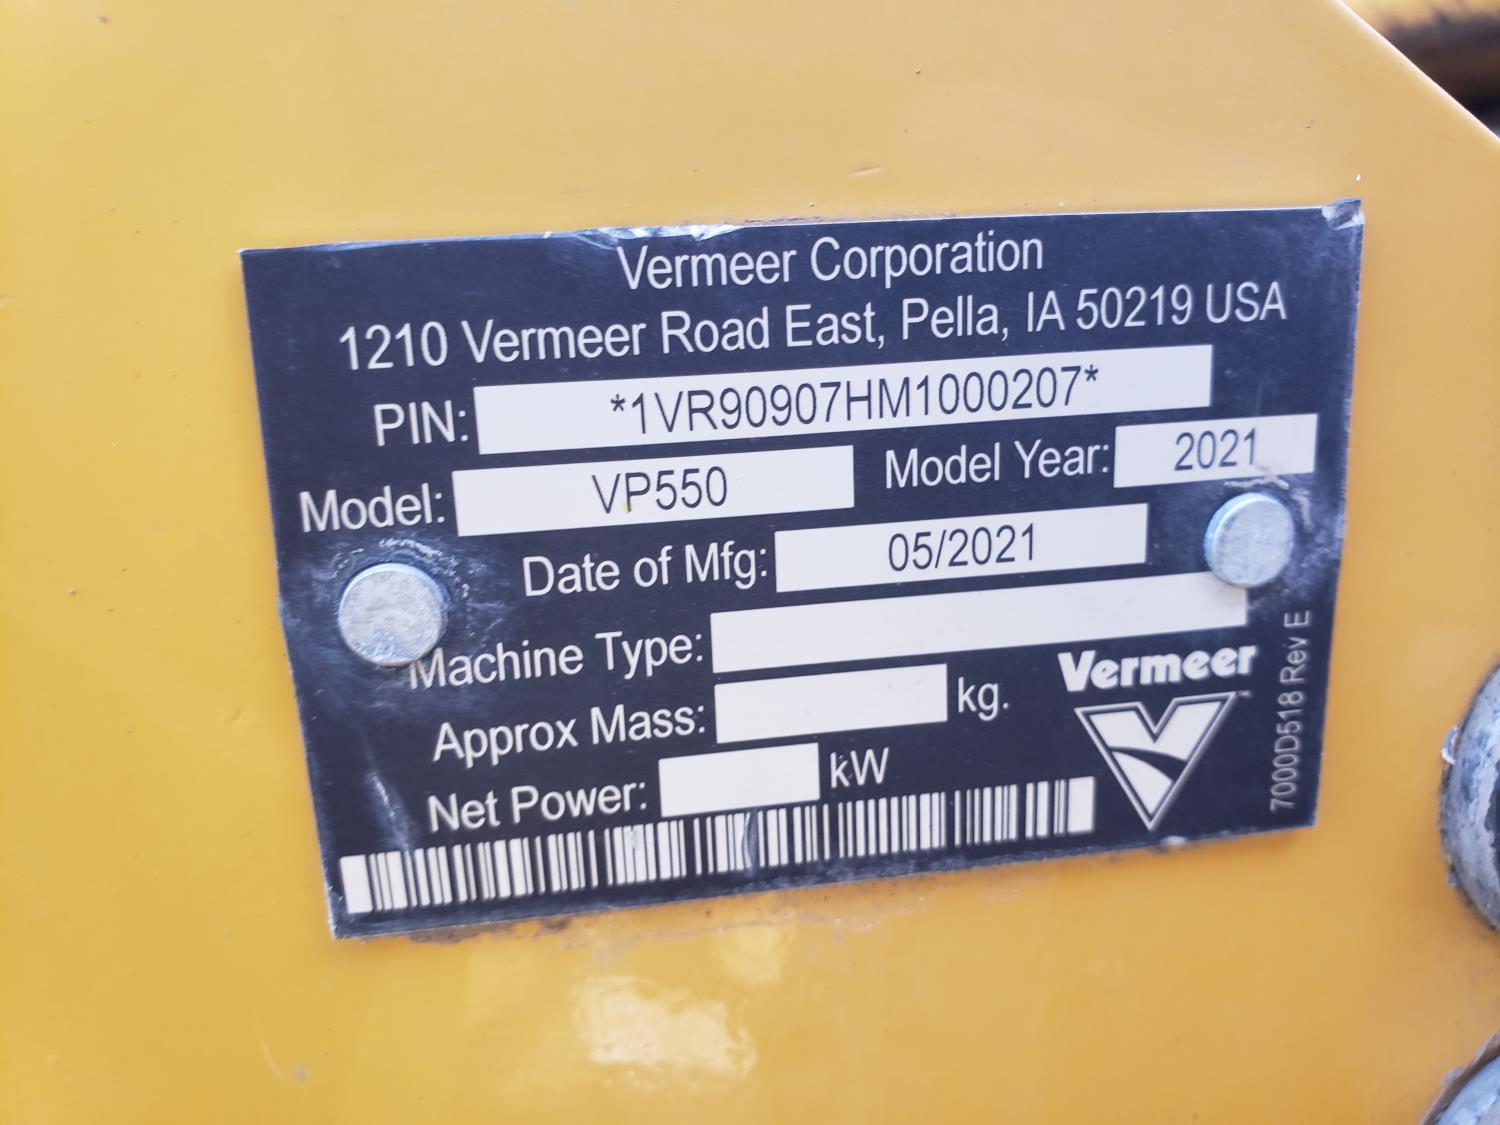 Vermeer Corporation
1210 Vermeer Road East, Pella, IA 50219 USA
PIN: *1VR90907HM1000207*
Model: VP550 Model Year: 2021
Date of Mfg: 05/2021
Machine Type:
Approx Mass: kg.
Net Power: kW
Vermeer
™
7000D518 Rev E